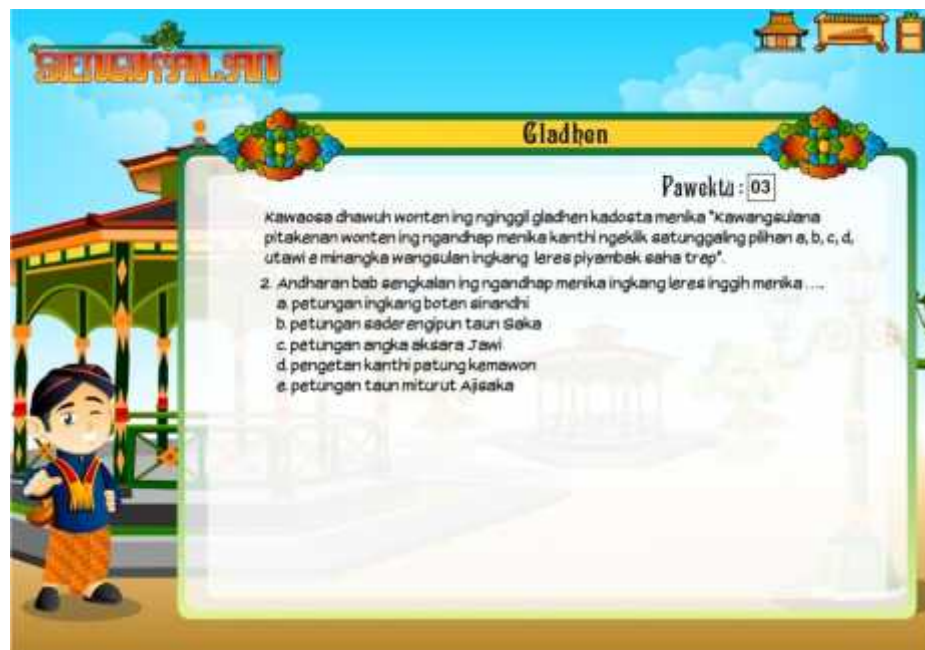 SENGKALAN
Gladhen
Pawektu : 03
Kawaosa dhawuh wonten ing nginggil gladhen kadosta menika "Kawangsulana
pitakenan wonten ing ngandhap menika kanthi ngeklik satunggaling pilihan a, b, c, d,
utawi e minangka wangsulan ingkang leres piyambak saha trep".
2. Andharan bab sengkalan ing ngandhap menika ingkang leres inggih menika ....
a. petungan ingkang boten sinandhi
b. petungan saderengipun taun Saka
c. petungan angka aksara Jawi
d. pengetan kanthi patung kemawon
e. petungan taun miturut Ajisaka